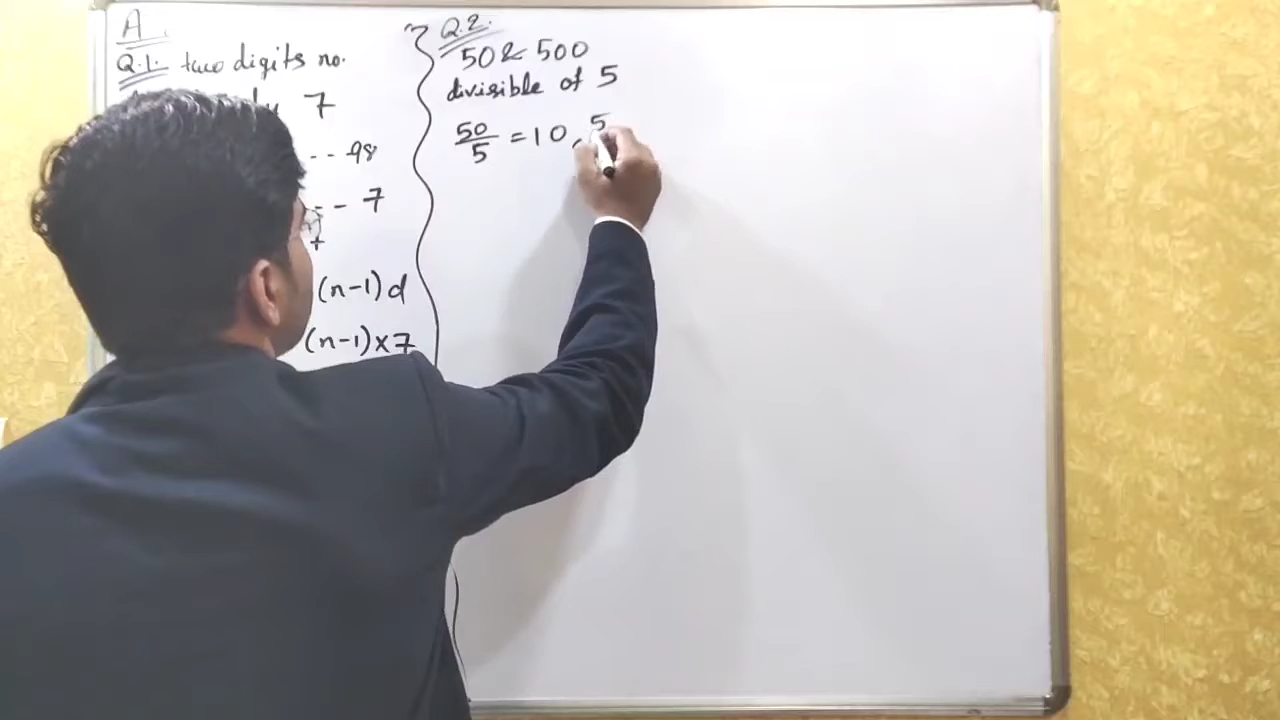 A
Q.1. two digits no.
7
-- 98
-- 7
(n-1)d
(n-1)×7
Q.2.
50 & 500
divisible of 5
50/5 = 10, 5